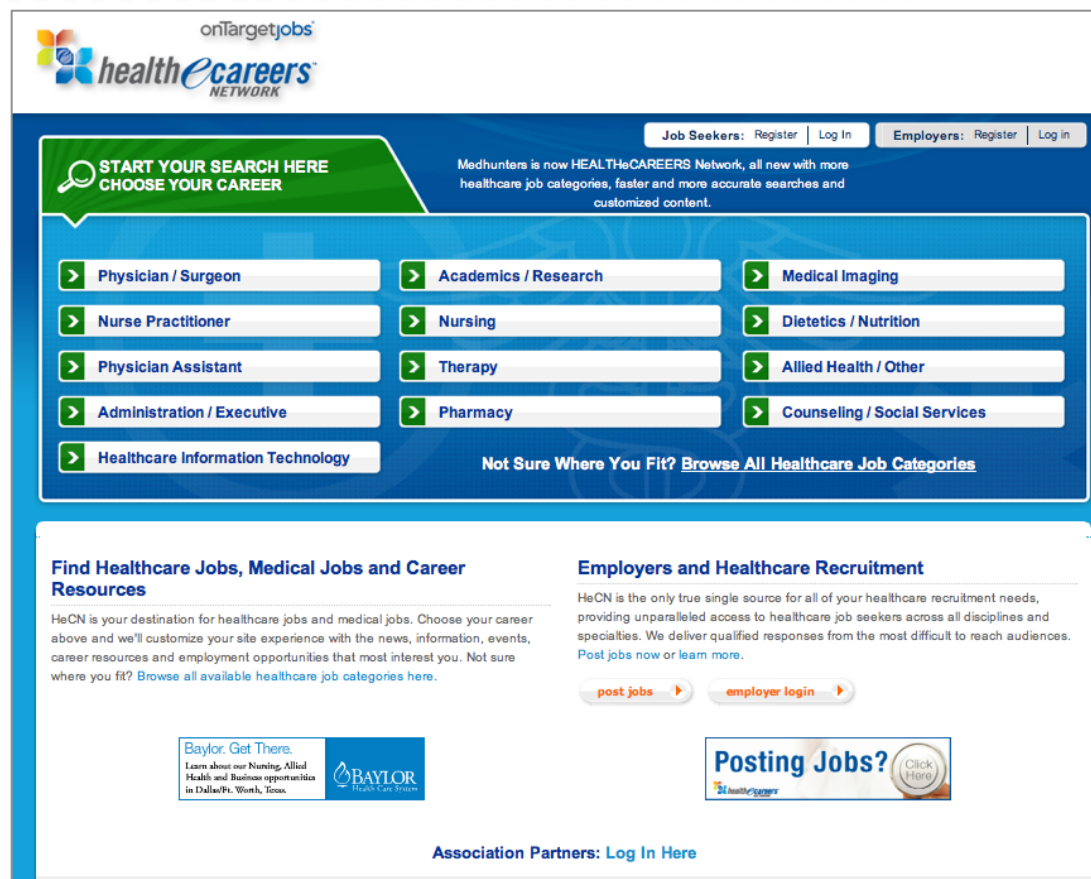 onTargetjobs
healthecareers
NETWORK
Job Seekers: Register Log In
Employers: Register Log in
START YOUR SEARCH HERE
CHOOSE YOUR CAREER
Medhunters is now HEALTHeCAREERS Network, all new with more
healthcare job categories, faster and more accurate searches and
customized content.
Physician / Surgeon
Academics / Research
Medical Imaging
Nurse Practitioner
Nursing
Dietetics / Nutrition
Physician Assistant
Therapy
Allied Health / Other
Administration / Executive
Pharmacy
Counseling / Social Services
Healthcare Information Technology
Not Sure Where You Fit? Browse All Healthcare Job Categories
Find Healthcare Jobs, Medical Jobs and Career
Resources
HeCN is your destination for healthcare jobs and medical jobs. Choose your career
above and we'll customize your site experience with the news, information, events,
career resources and employment opportunities that most interest you. Not sure
where you fit? Browse all available healthcare job categories here.
Employers and Healthcare Recruitment
HeCN is the only true single source for all of your healthcare recruitment needs,
providing unparalleled access to healthcare job seekers across all disciplines and
specialties. We deliver qualified responses from the most difficult to reach audiences.
Post jobs now or learn more.
post jobs
employer login
Baylor. Get There.
Learn about our Nursing, Allied
Health and Business opportunities
in Dallas/Ft. Worth, Texas.
BAYLOR
Health Care System
Posting Jobs?
Click
Here
healthecareers
NETWORK
Association Partners: Log In Here